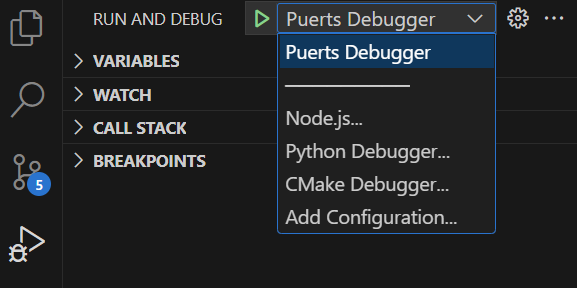 RUN AND DEBUG
Puerts Debugger
VARIABLES
Puerts Debugger
WATCH
CALL STACK
Node.js...
BREAKPOINTS
Python Debugger...
CMake Debugger...
5
Add Configuration...